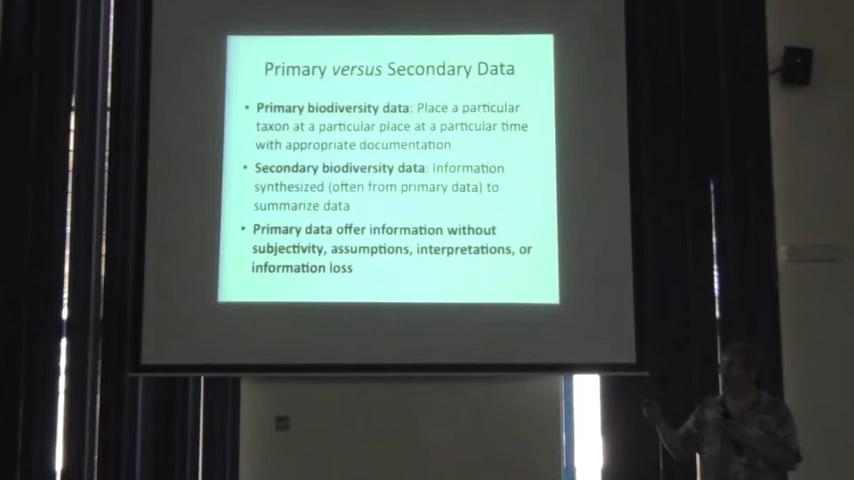 Primary versus Secondary Data
• Primary biodiversity data: Place a particular
taxon at a particular place at a particular time
with appropriate documentation
• Secondary biodiversity data: Information
synthesized (often from primary data) to
summarize data
• Primary data offer information without
subjectivity, assumptions, interpretations, or
information loss